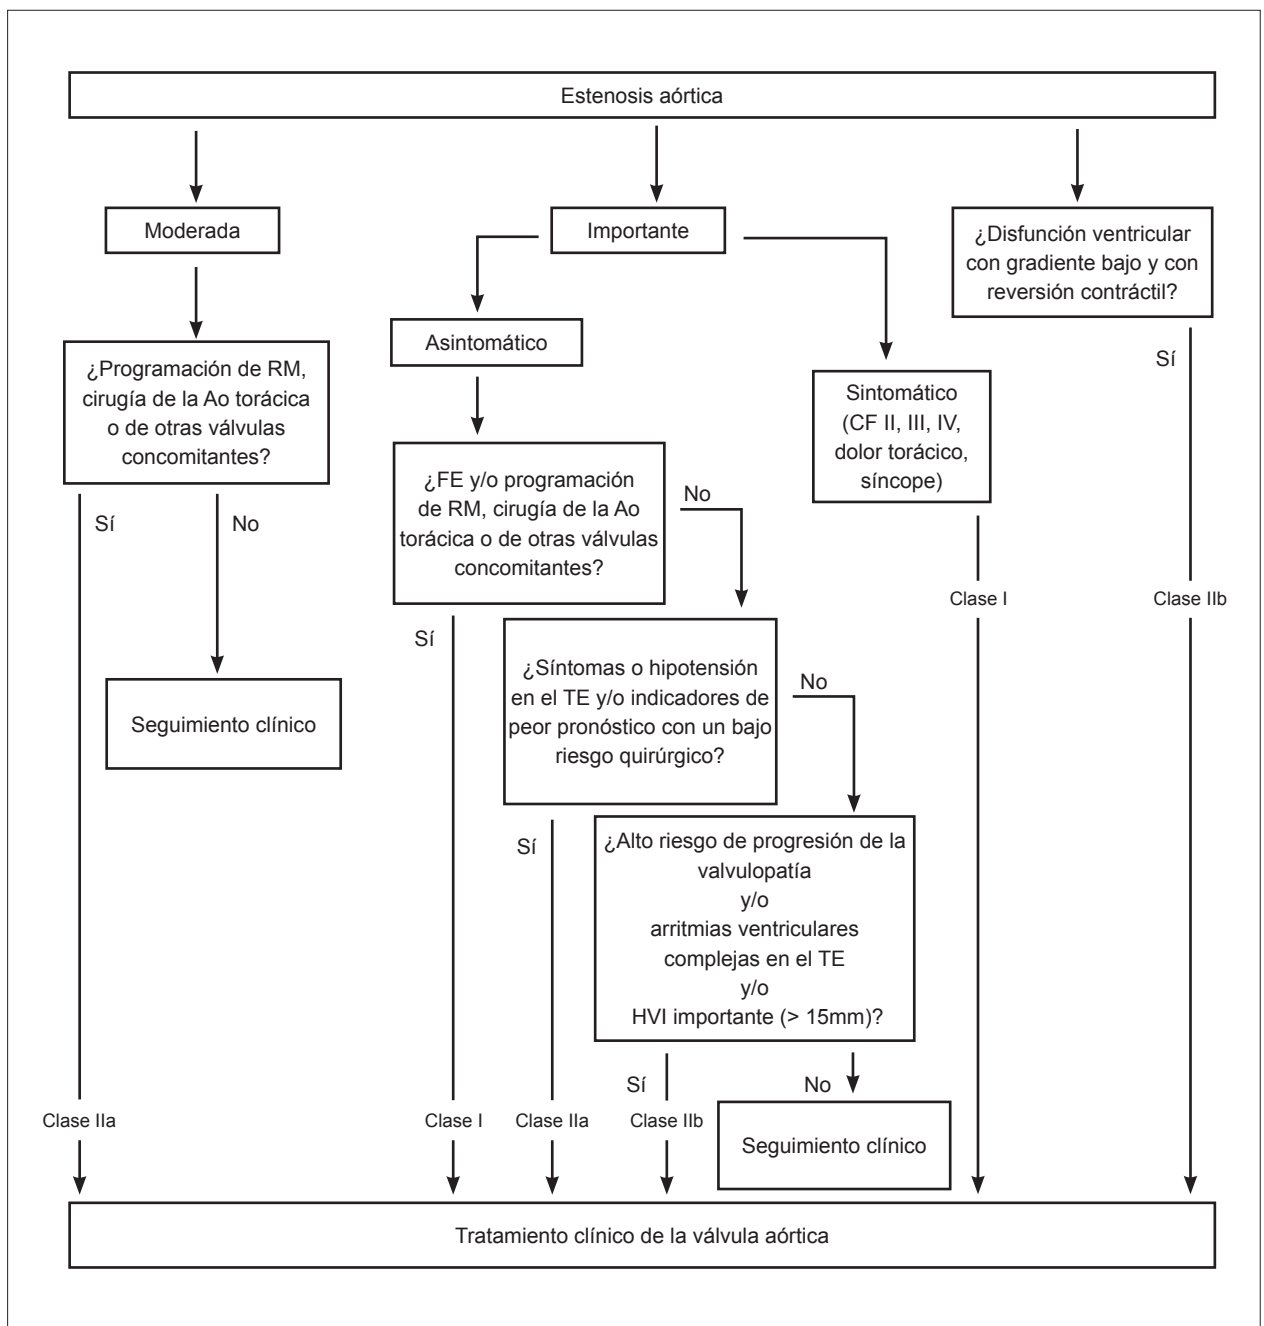 Estenosis aórtica
Moderada
Importante
¿Disfunción ventricular
con gradiente bajo y con
reversión contráctil?
Asintomático
Sí
¿Programación de RM,
cirugía de la Ao torácica
o de otras válvulas
concomitantes?
Sintomático
(CF II, III, IV,
dolor torácico,
síncope)
¿FE y/o programación
de RM, cirugía de la Ao
torácica o de otras válvulas
concomitantes?
No
Sí
No
Clase I
Clase IIb
Sí
¿Síntomas o hipotensión
en el TE y/o indicadores de
peor pronóstico con un bajo
riesgo quirúrgico?
No
Seguimiento clínico
Sí
¿Alto riesgo de progresión de la
valvulopatía
y/o
arritmias ventriculares
complejas en el TE
y/o
HVI importante (> 15mm)?
Sí
No
Clase IIa
Clase I
Clase IIa
Clase IIb
Seguimiento clínico
Tratamiento clínico de la válvula aórtica